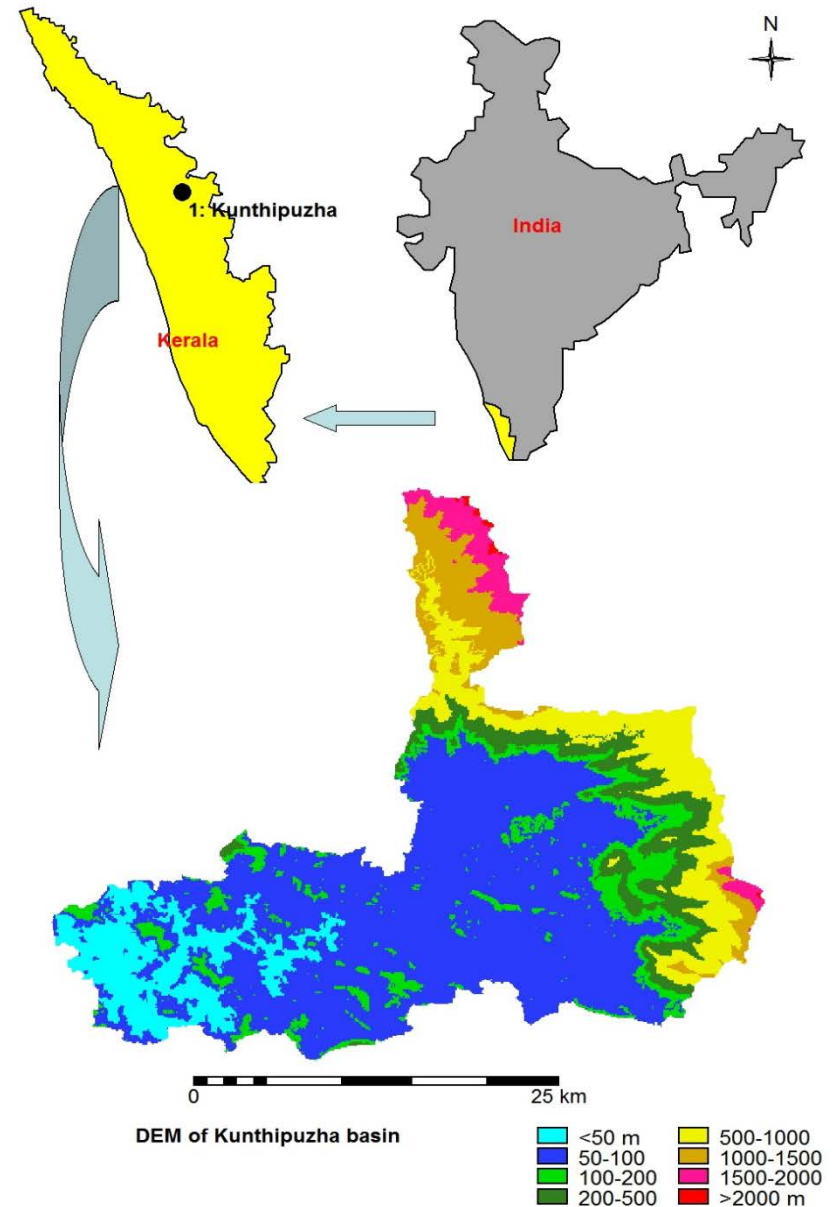 N
1: Kunthipuzha
India
Kerala
0 25 km
DEM of Kunthipuzha basin
<50 m
50-100
100-200
200-500
500-1000
1000-1500
1500-2000
>2000 m